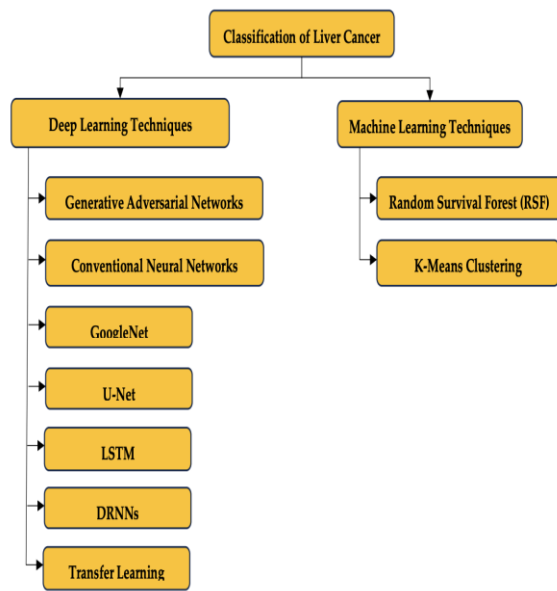 Classification of Liver Cancer
Deep Learning Techniques
Machine Learning Techniques
Generative Adversarial Networks
Conventional Neural Networks
GoogleNet
U-Net
LSTM
DRNNs
Transfer Learning
Random Survival Forest (RSF)
K-Means Clustering